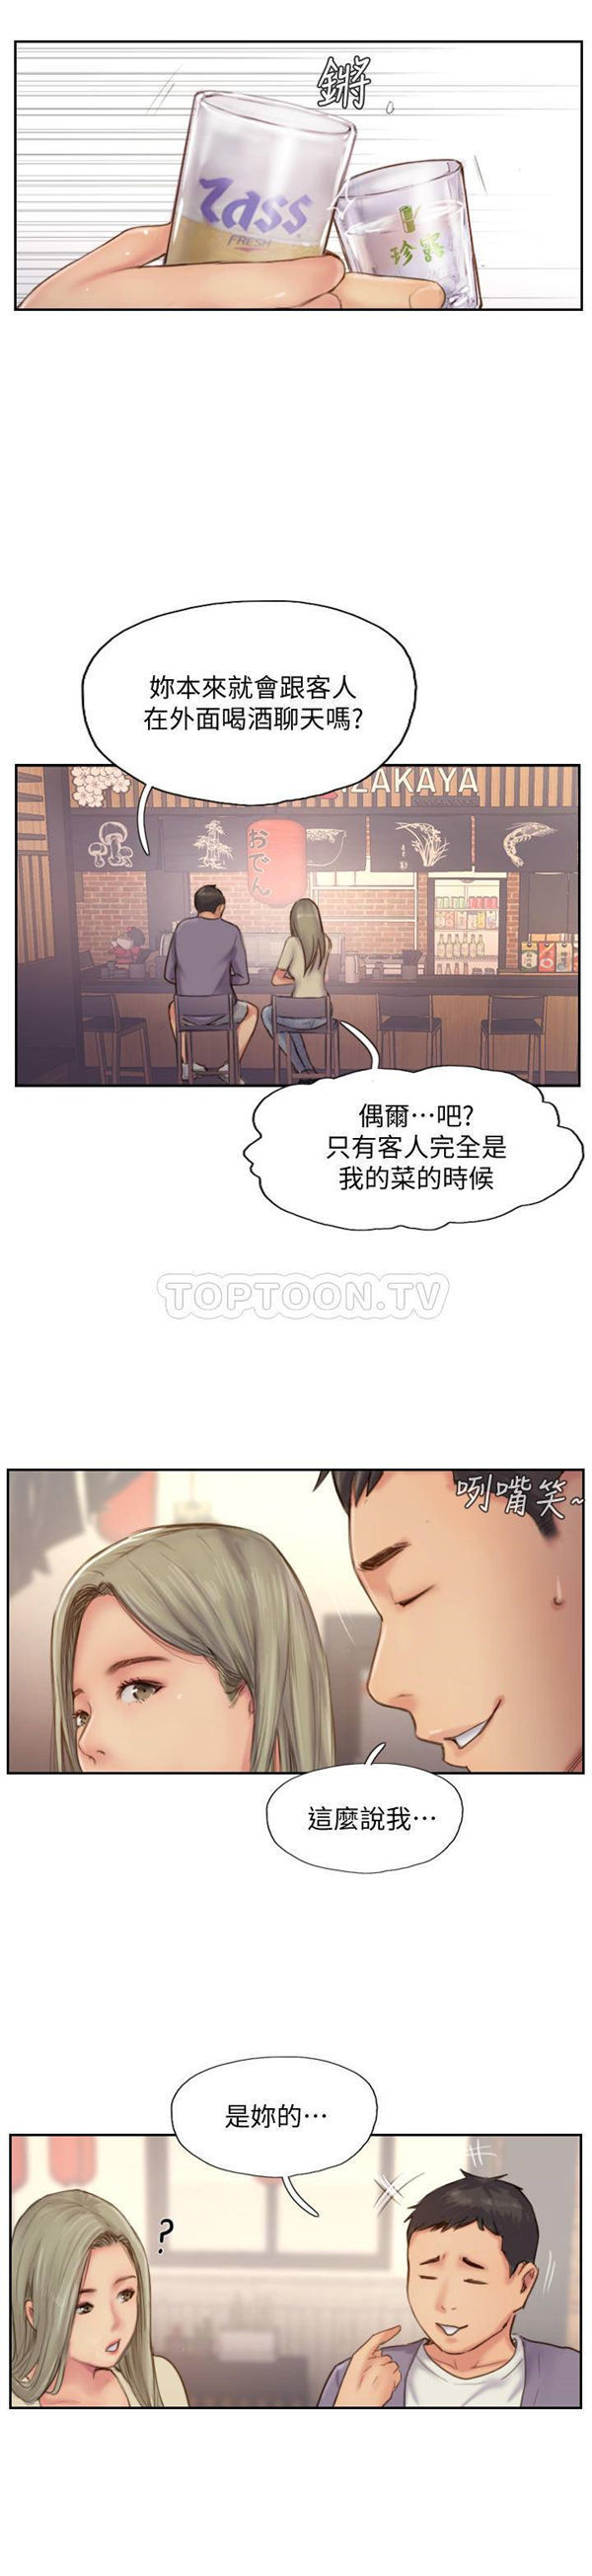 鏘
Zass
FRESH
珍露
妳本來就會跟客人
在外面喝酒聊天嗎?
ZAKAYA
おでん
偶爾…吧?
只有客人完全是
我的菜的時候
TOPTOON.TV
咧嘴笑~
這麼說我…
是妳的…
?